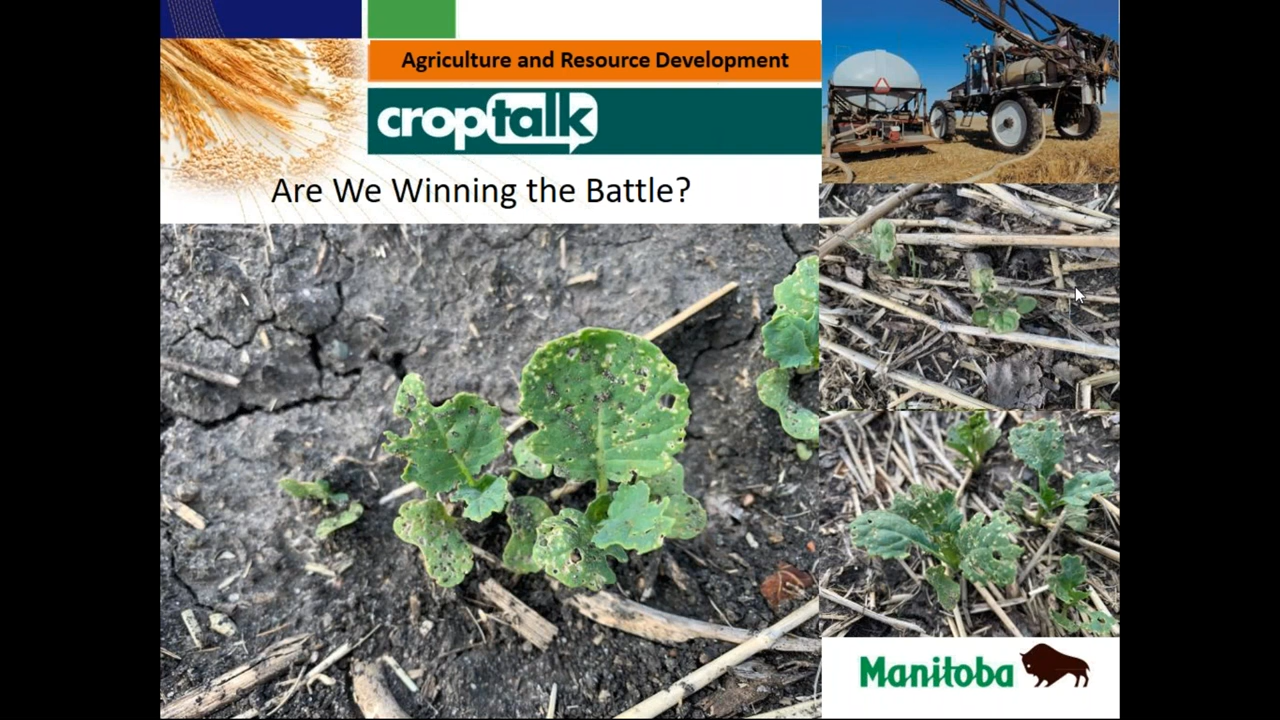 Agriculture and Resource Development
croptalk
Are We Winning the Battle?
Manitoba